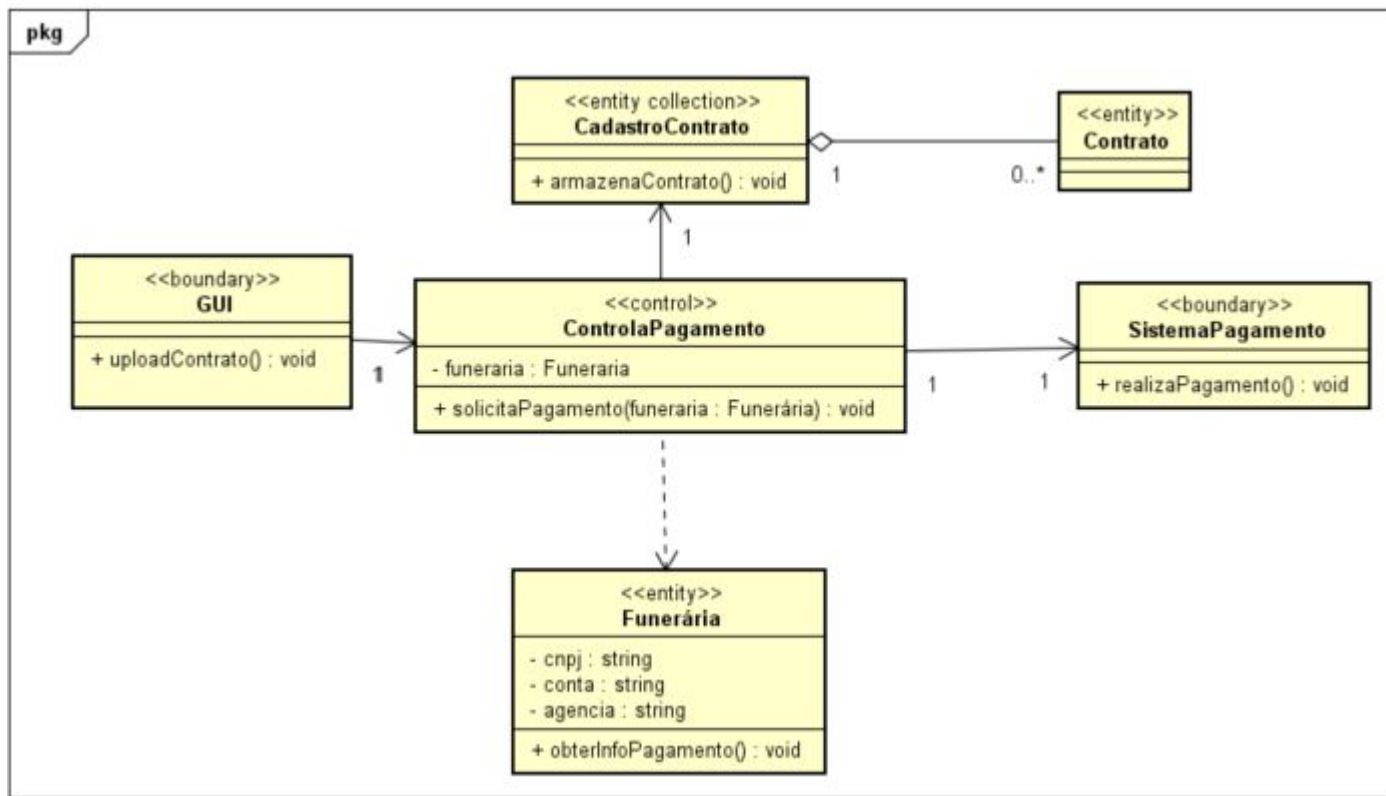 pkg
<<entity collection>>
CadastroContrato
+ armazenaContrato() : void
<<entity>>
Contrato
1
0..*
1
<<boundary>>
GUI
+ uploadContrato() : void
1
<<control>>
ControlaPagamento
- funeraria : Funeraria
+ solicitaPagamento(funeraria : Funerária) : void
1
1
<<boundary>>
SistemaPagamento
+ realizaPagamento() : void
<<entity>>
Funerária
- cnpj : string
- conta : string
- agencia : string
+ obterInfoPagamento() : void